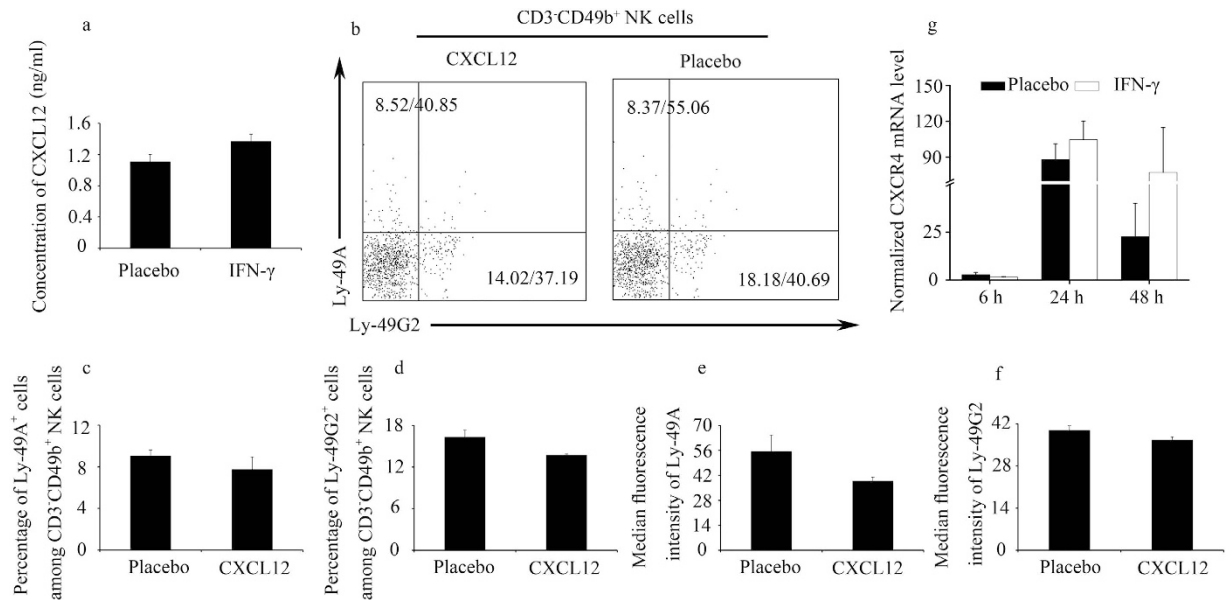 a
Concentration of CXCL12 (ng/ml)
1.6
1.2
0.8
0.4
0
Placebo
IFN-γ
b
CD3⁻CD49b⁺ NK cells
CXCL12
Placebo
8.52/40.85
14.02/37.19
8.37/55.06
18.18/40.69
Ly-49A
Ly-49G2
g
Normalized CXCR4 mRNA level
Placebo
IFN-γ
150
120
90
25
0
6 h
24 h
48 h
c
Percentage of Ly-49A⁺ cells
among CD3⁻CD49b⁺ NK cells
12
8
4
0
Placebo
CXCL12
d
Percentage of Ly-49G2⁺ cells
among CD3⁻CD49b⁺ NK cells
18
12
6
0
Placebo
CXCL12
e
Median fluorescence
intensity of Ly-49A
70
56
42
28
14
0
Placebo
CXCL12
f
Median fluorescence
intensity of Ly-49G2
42
28
14
0
Placebo
CXCL12